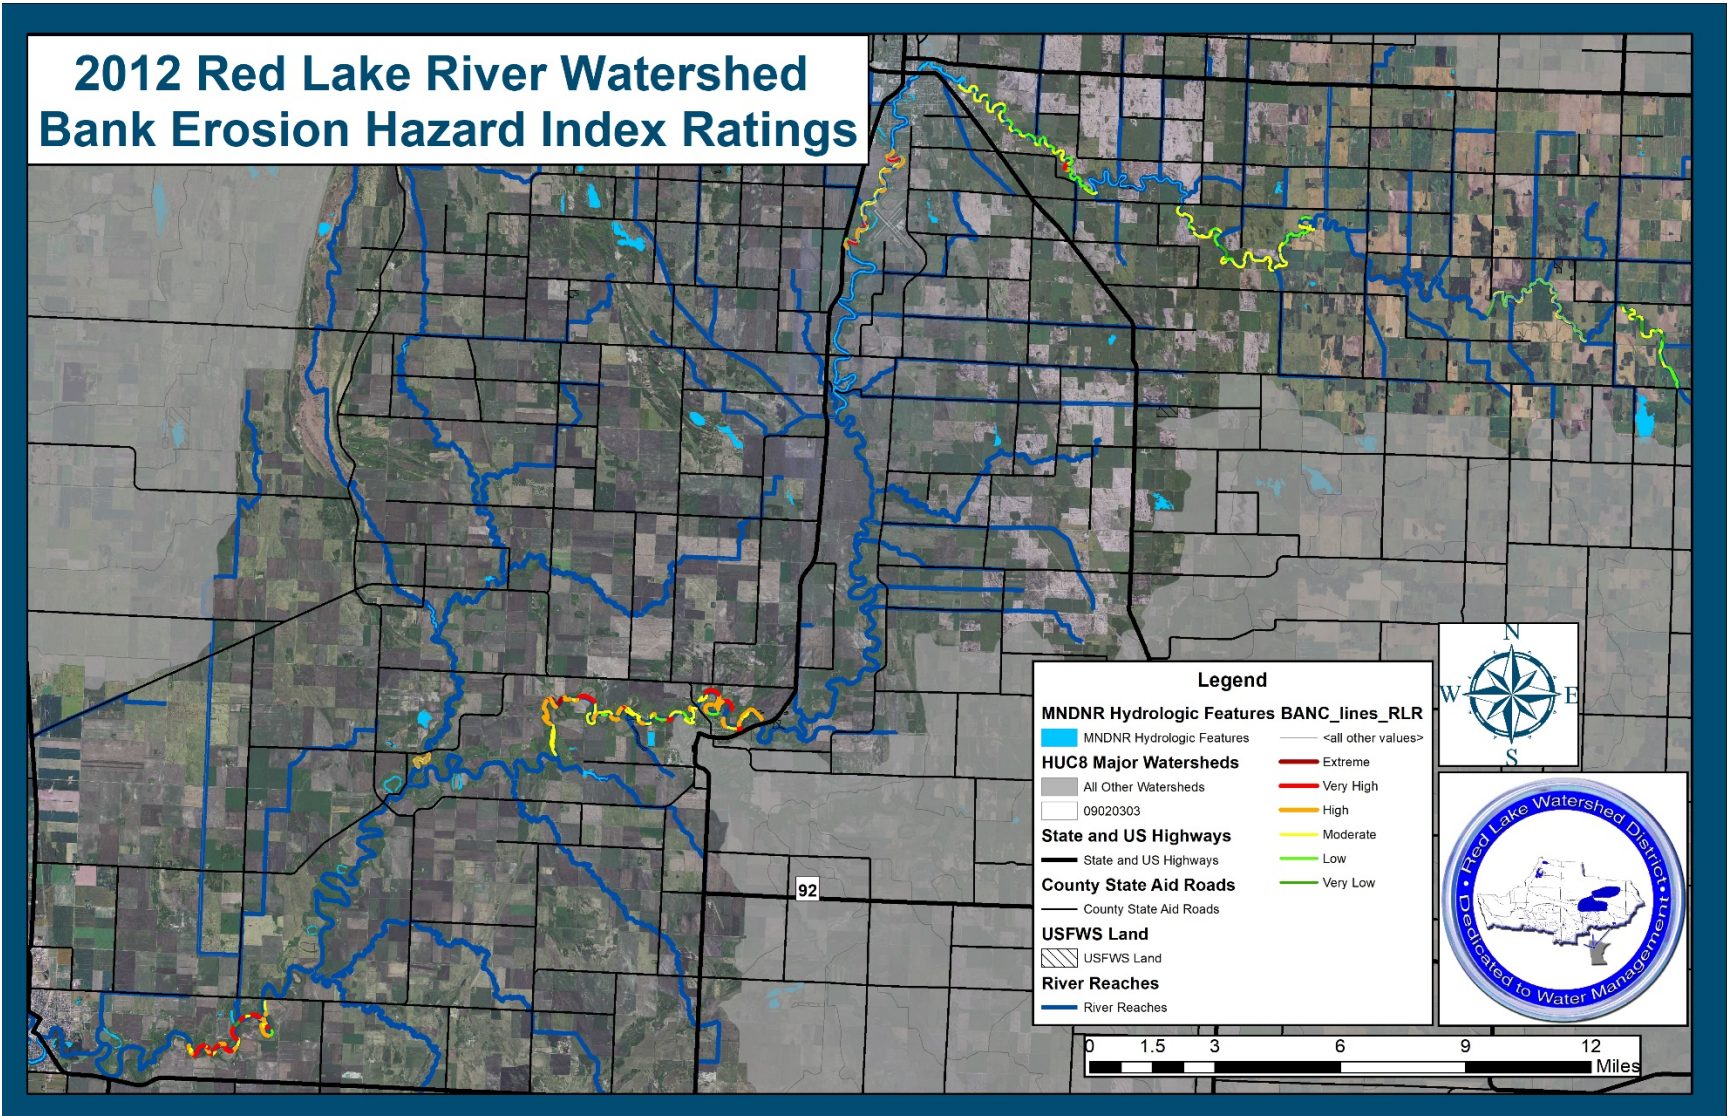 2012 Red Lake River Watershed
Bank Erosion Hazard Index Ratings
92
Legend
MNDNR Hydrologic Features
MNDNR Hydrologic Features
HUC8 Major Watersheds
All Other Watersheds
09020303
State and US Highways
State and US Highways
County State Aid Roads
County State Aid Roads
USFWS Land
USFWS Land
River Reaches
River Reaches
BANC_lines_RLR
<all other values>
Extreme
Very High
High
Moderate
Low
Very Low
N
W E
S
Red Lake Watershed District
Dedicated to Water Management
0 1.5 3 6 9 12
Miles